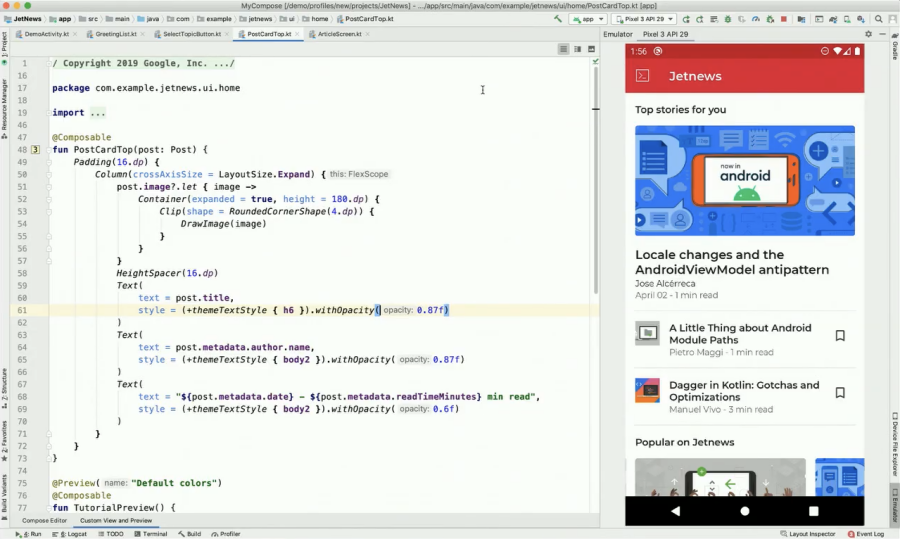 MyCompose [/demo/profiles/new/projects/JetNews] - .../app/src/main/java/com/example/jetnews/ui/home/PostCardTop.kt [app]
JetNews app src main java com example jetnews ui home PostCardTop.kt app Pixel 3 API 29
DemoActivity.kt GreetingList.kt SelectTopicButton.kt PostCardTop.kt ArticleScreen.kt Emulator Pixel 3 API 29
1: Project
Resource Manager
Z: Structure
2: Favorites
Build Variants
1 / Copyright 2019 Google, Inc. .../
16
17 package com.example.jetnews.ui.home
18
19 import ...
46
47 @Composable
48 fun PostCardTop(post: Post) {
49 Padding(16.dp) {
50 Column(crossAxisSize = LayoutSize.Expand) { this: FlexScope
51 post.image?.let { image ->
52 Container(expanded = true, height = 180.dp) {
53 Clip(shape = RoundedCornerShape(4.dp)) {
54 DrawImage(image)
55 }
56 }
57 }
58 HeightSpacer(16.dp)
59 Text(
60 text = post.title,
61 style = (+themeTextStyle { h6 }).withOpacity( opacity: 0.87f)
62 )
63 Text(
64 text = post.metadata.author.name,
65 style = (+themeTextStyle { body2 }).withOpacity( opacity: 0.87f)
66 )
67 Text(
68 text = "${post.metadata.date} - ${post.metadata.readTimeMinutes} min read",
69 style = (+themeTextStyle { body2 }).withOpacity( opacity: 0.6f)
70 )
71 }
72 }
73 }
74
75 @Preview( name: "Default colors")
76 @Composable
77 fun TutorialPreview() {
Compose Editor Custom View and Preview
4: Run 6: Logcat TODO Terminal Build Profiler Layout Inspector Event Log
1:56
Jetnews
Top stories for you
now in
android
Locale changes and the
AndroidViewModel antipattern
Jose Alcérreca
April 02 - 1 min read
A Little Thing about Android
Module Paths
Pietro Maggi - 1 min read
Dagger in Kotlin: Gotchas and
Optimizations
Manuel Vivo - 3 min read
Popular on Jetnews
Gradle
Device File Explorer
Emulator